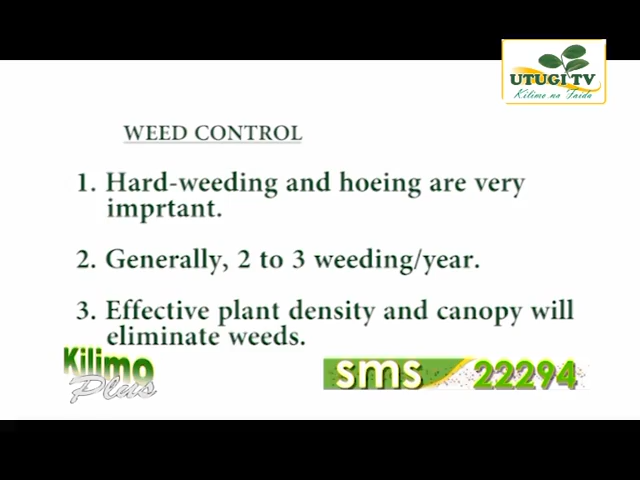 UTUGI TV
Kilimo na Faida
WEED CONTROL
1. Hard-weeding and hoeing are very
imprtant.
2. Generally, 2 to 3 weeding/year.
3. Effective plant density and canopy will
eliminate weeds.
Kilimo
Plus
sms 22294